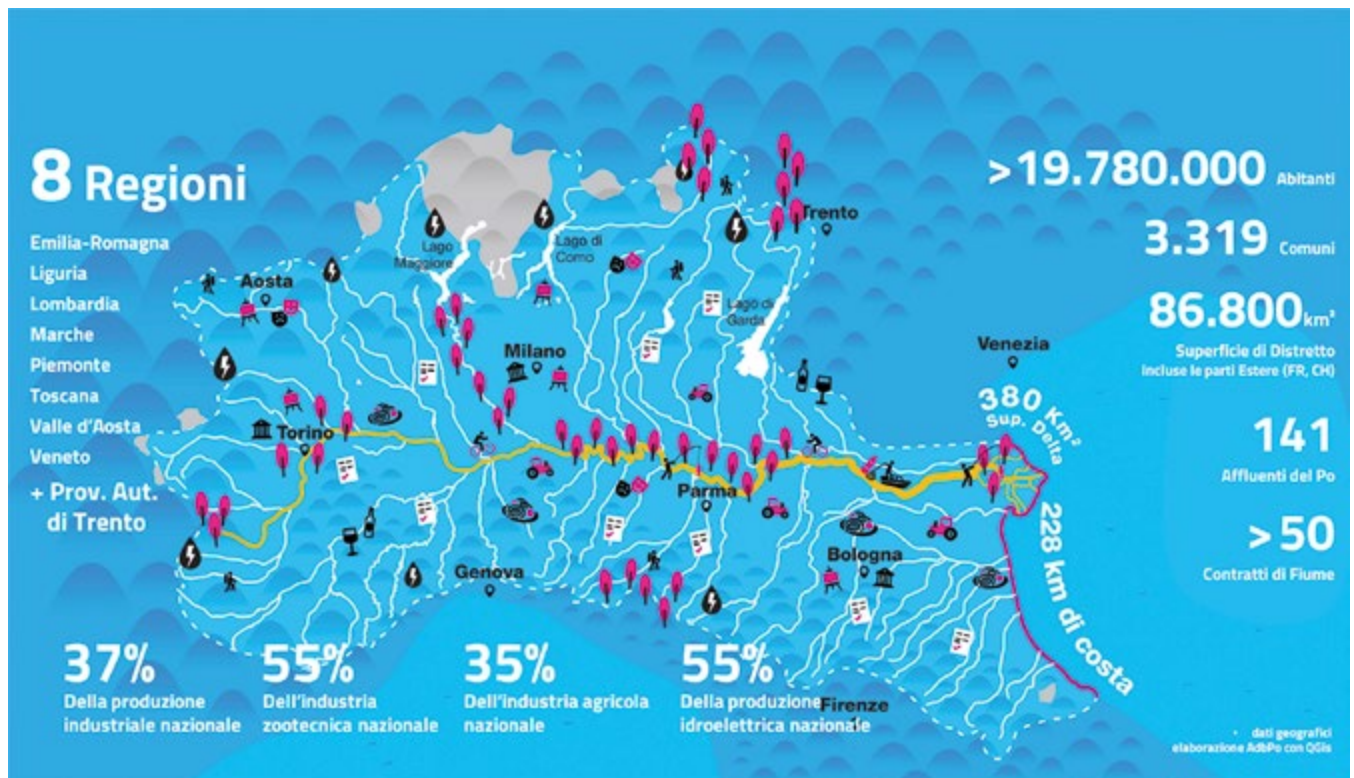 8 Regioni
Emilia-Romagna
Liguria
Lombardia
Marche
Piemonte
Toscana
Valle d'Aosta
Veneto
+ Prov. Aut.
di Trento
Aosta
Torino
Lago
Maggiore
Lago di
Como
Milano
Trento
Lago di
Garda
Venezia
Parma
Genova
Bologna
Firenze
380 Km²
Sup. Delta
228 km di costa
>19.780.000 Abitanti
3.319 Comuni
86.800 km²
Superficie di Distretto
Incluse le parti Estere (FR, CH)
141
Affluenti del Po
>50
Contratti di Fiume
37%
Della produzione
industriale nazionale
55%
Dell'industria
zootecnica nazionale
35%
Dell'industria agricola
nazionale
55%
Della produzione
idroelettrica nazionale
• dati geografici
elaborazione AdbPo con QGis